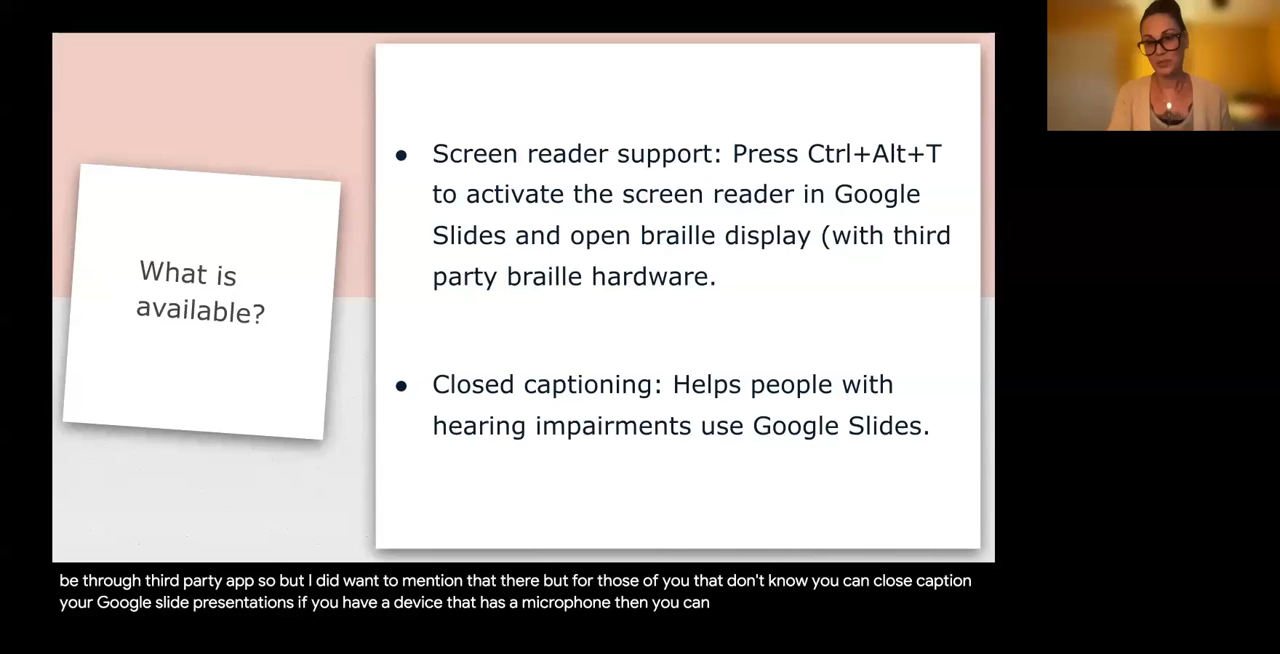 What is
available?
● Screen reader support: Press Ctrl+Alt+T
to activate the screen reader in Google
Slides and open braille display (with third
party braille hardware.
● Closed captioning: Helps people with
hearing impairments use Google Slides.
be through third party app so but I did want to mention that there but for those of you that don't know you can close caption
your Google slide presentations if you have a device that has a microphone then you can